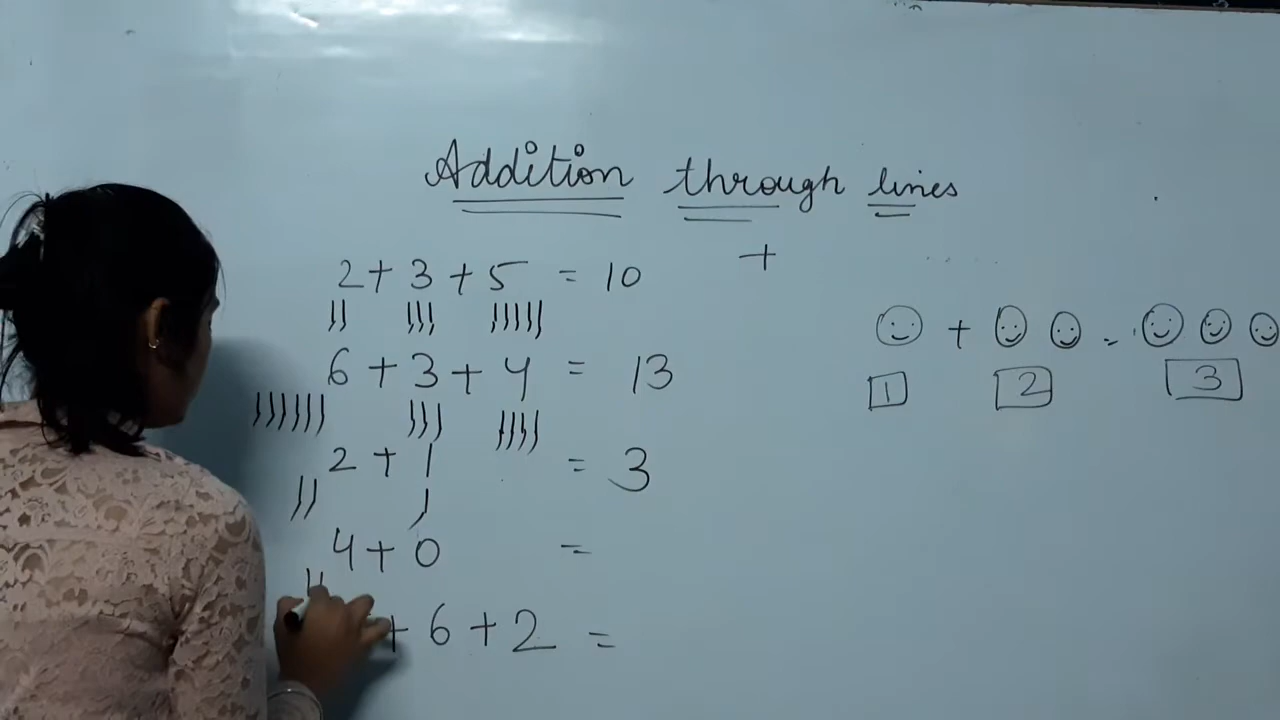 Addition through lines
+
2 + 3 + 5 = 10
6 + 3 + 4 = 13
2 + 1 = 3
4 + 0 =
+ 6 + 2 =
+ =
1 2 3